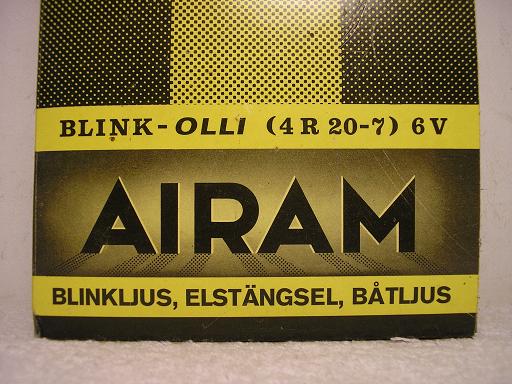 BLINK-OLLI (4 R 20-7) 6 V
AIRAM
BLINKLJUS, ELSTÄNGSEL, BÅTLJUS